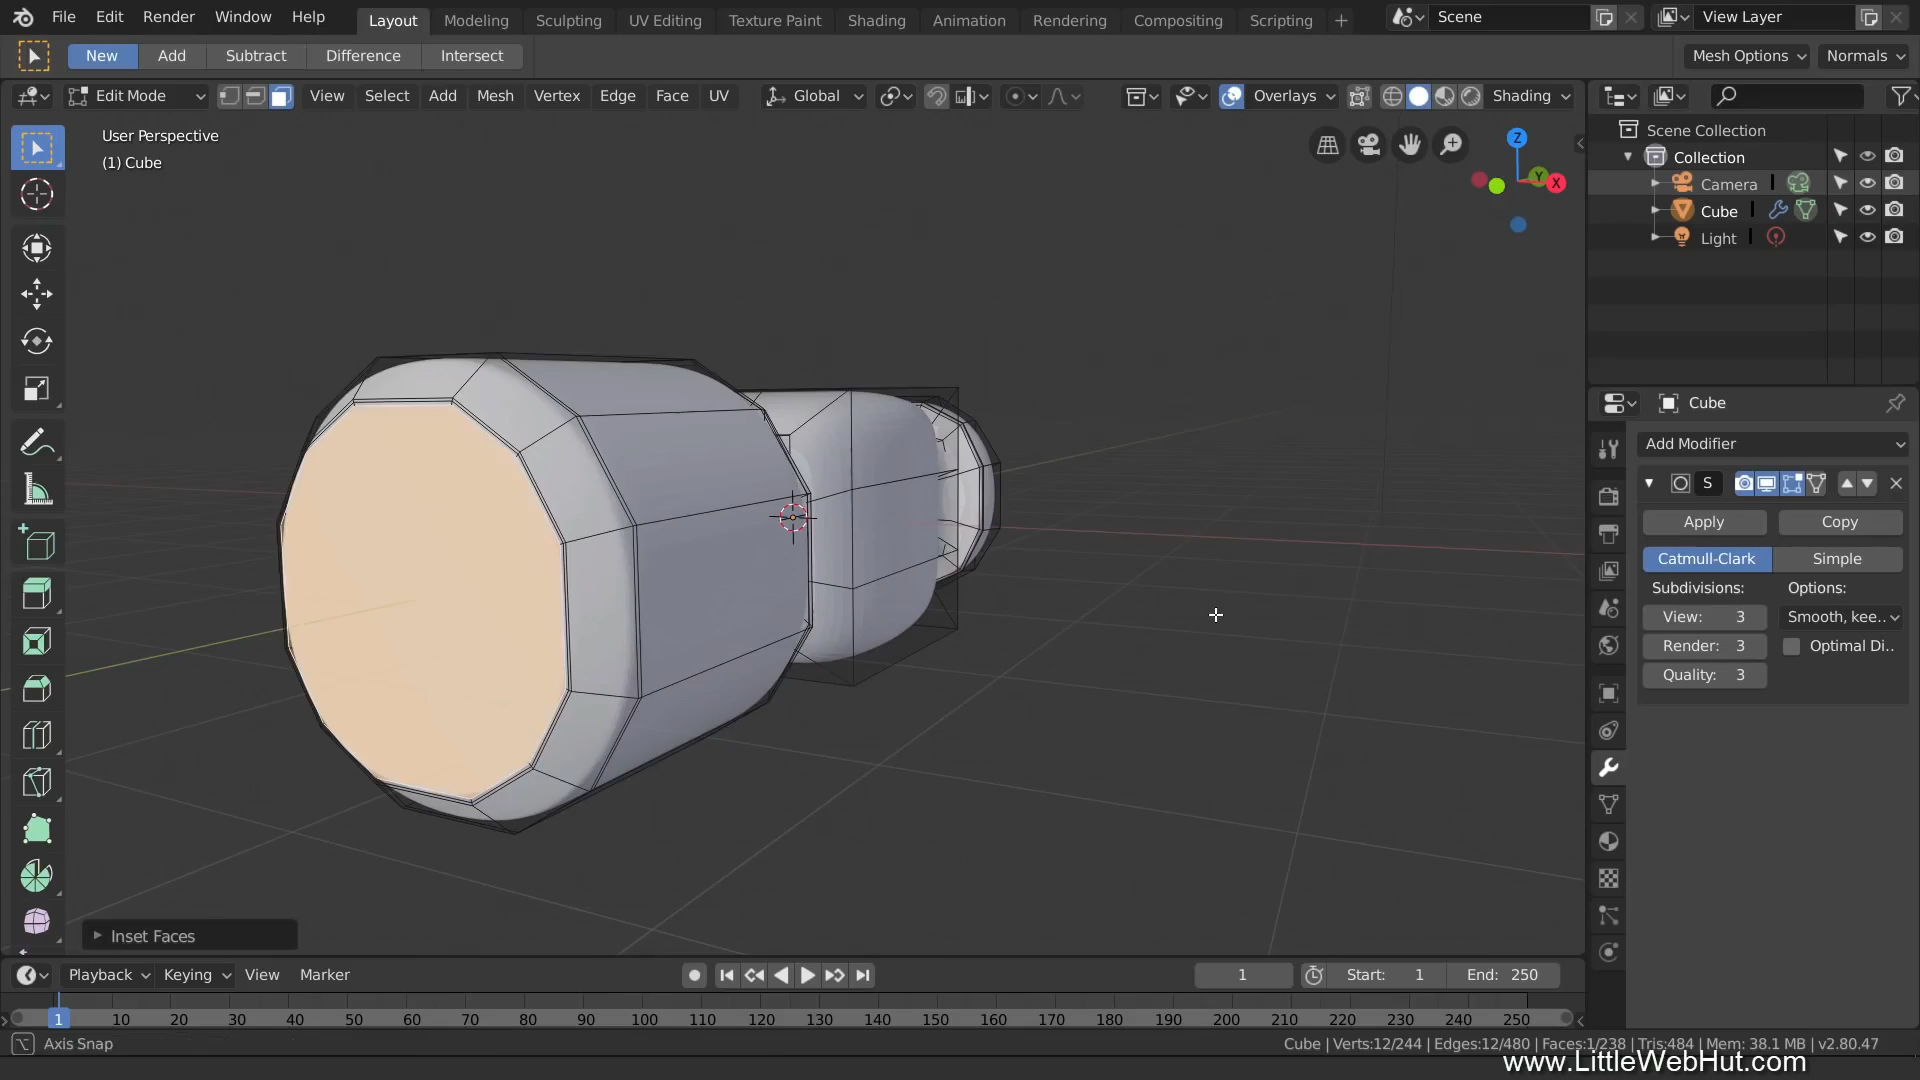 File Edit Render Window Help Layout Modeling Sculpting UV Editing Texture Paint Shading Animation Rendering Compositing Scripting + Scene View Layer
New Add Subtract Difference Intersect Mesh Options Normals
Edit Mode View Select Add Mesh Vertex Edge Face UV Global Overlays Shading
User Perspective
(1) Cube
Z
Y
X
Scene Collection
Collection
Camera
Cube
Light
Cube
Add Modifier
S
Apply Copy
Catmull-Clark Simple
Subdivisions: Options:
View: 3 Smooth, kee..
Render: 3 Optimal Di..
Quality: 3
Inset Faces
Playback Keying View Marker 1 Start: 1 End: 250
1 10 20 30 40 50 60 70 80 90 100 110 120 130 140 150 160 170 180 190 200 210 220 230 240 250
Axis Snap Cube | Verts:12/244 | Edges:12/480 | Faces:1/238 | Tris:484 | Mem: 38.1 MB | v2.80.47
www.LittleWebHut.com